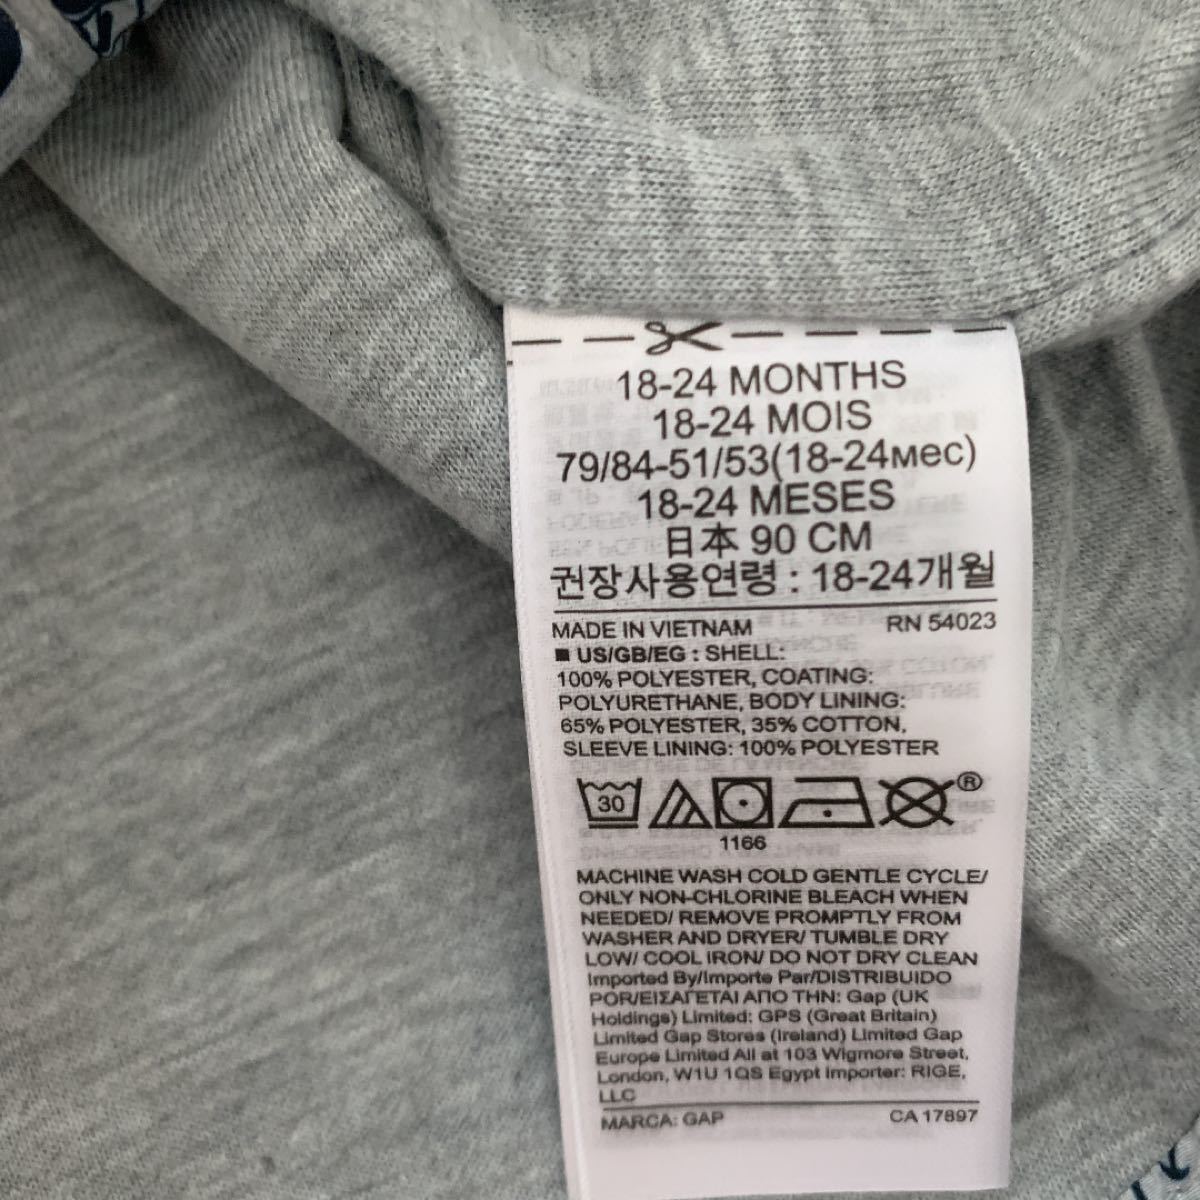 18-24 MONTHS
18-24 MOIS
79/84-51/53(18-24мес)
18-24 MESES
日本 90 CM
권장사용연령 : 18-24개월
MADE IN VIETNAM RN 54023
■ US/GB/EG : SHELL:
100% POLYESTER, COATING:
POLYURETHANE, BODY LINING:
65% POLYESTER, 35% COTTON,
SLEEVE LINING: 100% POLYESTER
30 ®
1166
MACHINE WASH COLD GENTLE CYCLE/
ONLY NON-CHLORINE BLEACH WHEN
NEEDED/ REMOVE PROMPTLY FROM
WASHER AND DRYER/ TUMBLE DRY
LOW/ COOL IRON/ DO NOT DRY CLEAN
Imported By/Importe Par/DISTRIBUIDO
POR/ΕΙΣΑΓΕΤΑΙ ΑΠΟ ΤΗΝ: Gap (UK
Holdings) Limited: GPS (Great Britain)
Limited Gap Stores (Ireland) Limited Gap
Europe Limited All at 103 Wigmore Street,
London, W1U 1QS Egypt Importer: RIGE,
LLC
MARCA: GAP CA 17897